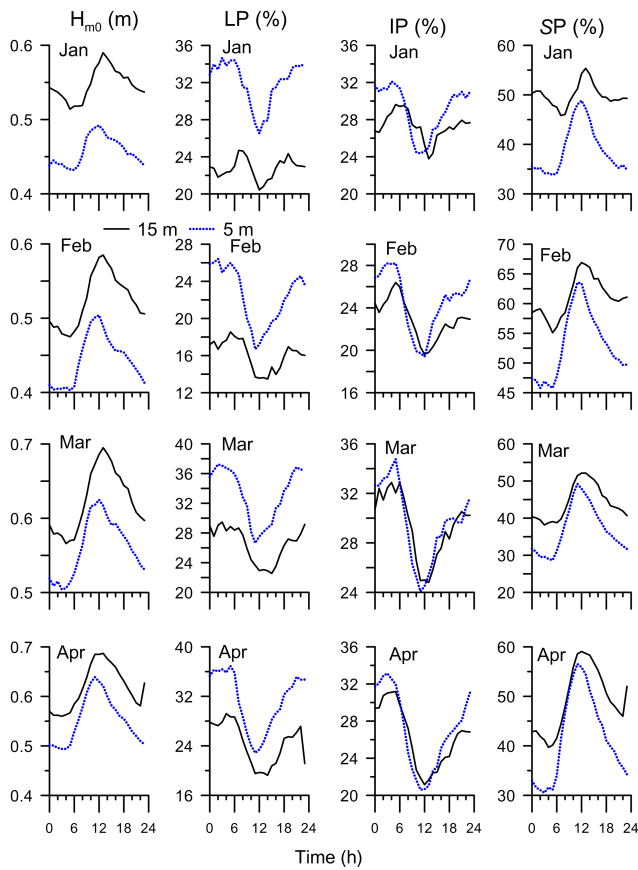 H_m0 (m) LP (%) IP (%) SP (%)
0.6 Jan 36 Jan 36 Jan 60 Jan
32 32 50
0.5 28 28
24 24 40
0.4 20 20 30
15 m 5 m
0.6 Feb 28 Feb 28 Feb 70 Feb
65
24 24 60
0.5 20 55
16 20 50
0.4 12 16 45
0.7 Mar 40 Mar 36 Mar 60 Mar
36 50
0.6 32 32 40
28 28 30
24
0.5 20 24 20
0.7 Apr 40 Apr 36 Apr 60 Apr
0.6 32 32 50
28
0.5 24 24 40
0.4 16 20 30
0 6 12 18 24 0 6 12 18 24 0 6 12 18 24 0 6 12 18 24
Time (h)